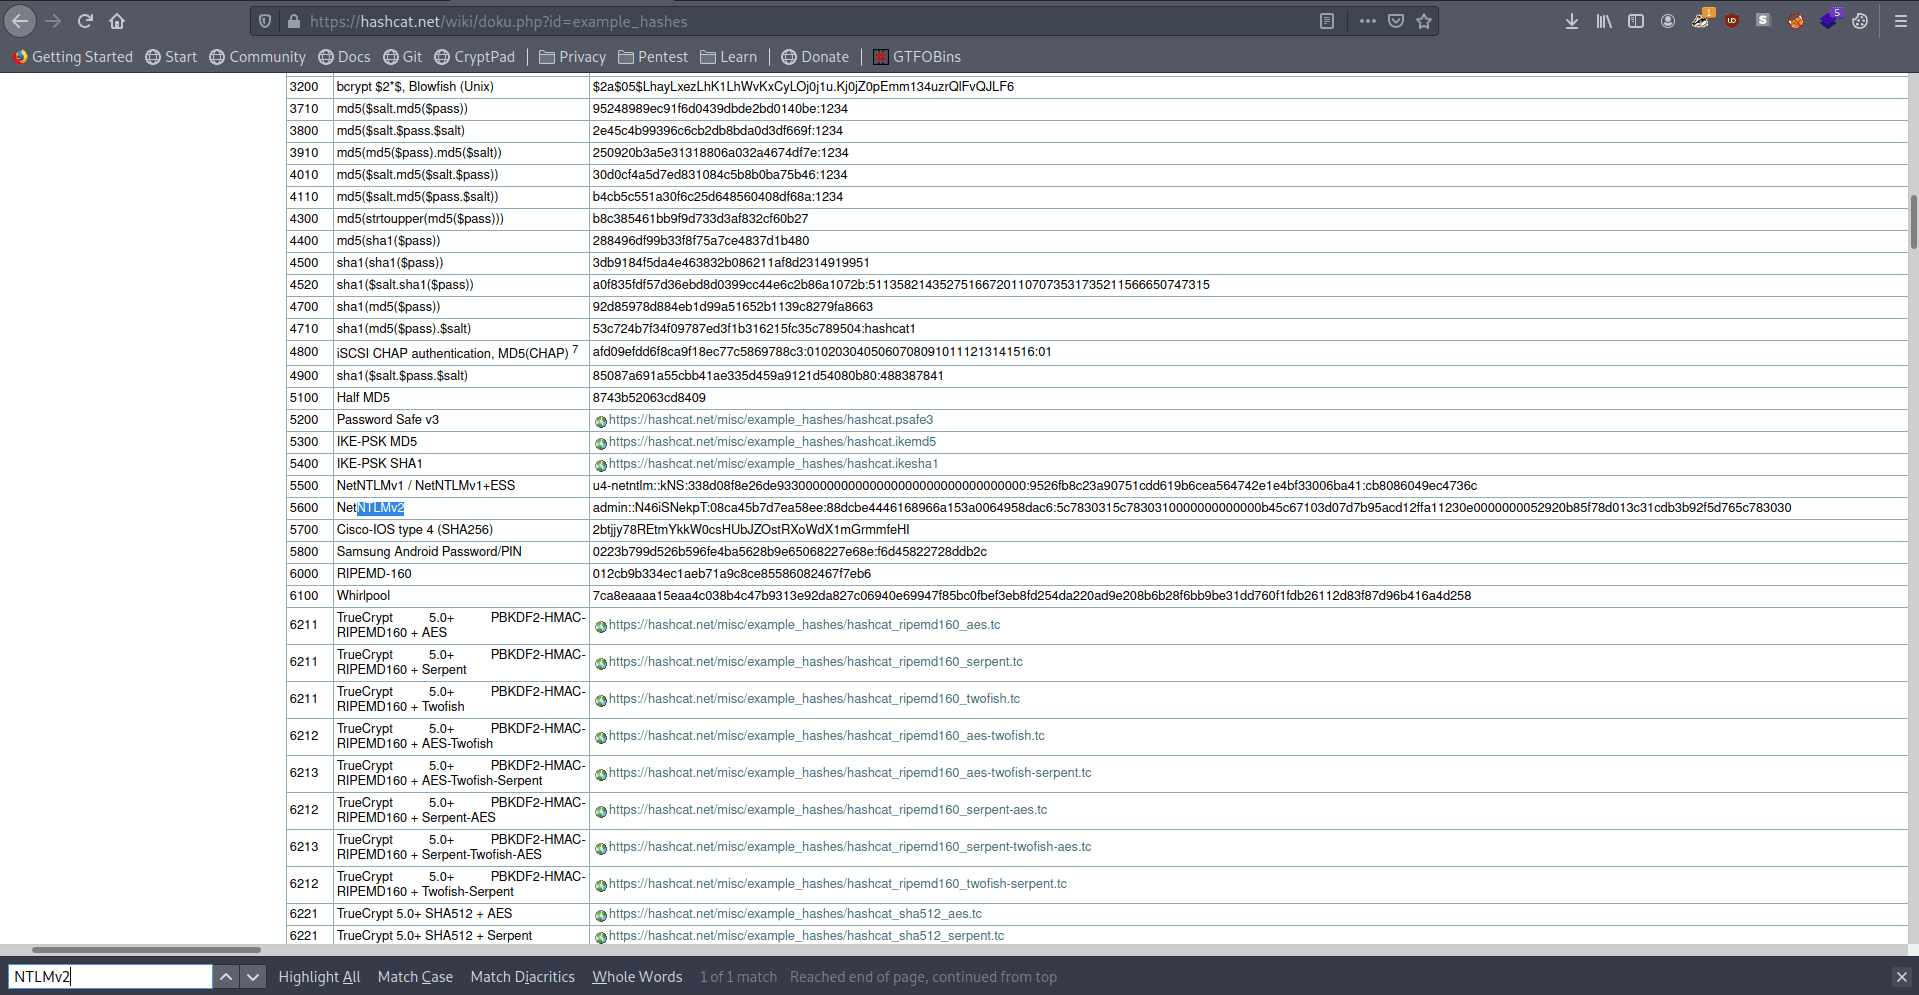 https://hashcat.net/wiki/doku.php?id=example_hashes
1
5
Getting Started Start Community Docs Git CryptPad Privacy Pentest Learn Donate GTFOBins
3200 bcrypt $2*$, Blowfish (Unix) $2a$05$LhayLxezLhK1LhWvKxCyLOj0j1u.Kj0jZ0pEmm134uzrQlFvQJLF6
3710 md5($salt.md5($pass)) 95248989ec91f6d0439dbde2bd0140be:1234
3800 md5($salt.$pass.$salt) 2e45c4b99396c6cb2db8bda0d3df669f:1234
3910 md5(md5($pass).md5($salt)) 250920b3a5e31318806a032a4674df7e:1234
4010 md5($salt.md5($salt.$pass)) 30d0cf4a5d7ed831084c5b8b0ba75b46:1234
4110 md5($salt.md5($pass.$salt)) b4cb5c551a30f6c25d648560408df68a:1234
4300 md5(strtoupper(md5($pass))) b8c385461bb9f9d733d3af832cf60b27
4400 md5(sha1($pass)) 288496df99b33f8f75a7ce4837d1b480
4500 sha1(sha1($pass)) 3db9184f5da4e463832b086211af8d2314919951
4520 sha1($salt.sha1($pass)) a0f835fdf57d36ebd8d0399cc44e6c2b86a1072b:511358214352751667201107073531735211566650747315
4700 sha1(md5($pass)) 92d85978d884eb1d99a51652b1139c8279fa8663
4710 sha1(md5($pass).$salt) 53c724b7f34f09787ed3f1b316215fc35c789504:hashcat1
4800 iSCSI CHAP authentication, MD5(CHAP) 7 afd09efdd6f8ca9f18ec77c5869788c3:01020304050607080910111213141516:01
4900 sha1($salt.$pass.$salt) 85087a691a55cbb41ae335d459a9121d54080b80:488387841
5100 Half MD5 8743b52063cd8409
5200 Password Safe v3 https://hashcat.net/misc/example_hashes/hashcat.psafe3
5300 IKE-PSK MD5 https://hashcat.net/misc/example_hashes/hashcat.ikemd5
5400 IKE-PSK SHA1 https://hashcat.net/misc/example_hashes/hashcat.ikesha1
5500 NetNTLMv1 / NetNTLMv1+ESS u4-netntlm::kNS:338d08f8e26de93300000000000000000000000000000000:9526fb8c23a90751cdd619b6cea564742e1e4bf33006ba41:cb8086049ec4736c
5600 NetNTLMv2 admin::N46iSNekpT:08ca45b7d7ea58ee:88dcbe4446168966a153a0064958dac6:5c7830315c7830310000000000000b45c67103d07d7b95acd12ffa11230e0000000052920b85f78d013c31cdb3b92f5d765c783030
5700 Cisco-IOS type 4 (SHA256) 2btjjy78REtmYkkW0csHUbJZOstRXoWdX1mGrmmfeHI
5800 Samsung Android Password/PIN 0223b799d526b596fe4ba5628b9e65068227e68e:f6d45822728ddb2c
6000 RIPEMD-160 012cb9b334ec1aeb71a9c8ce85586082467f7eb6
6100 Whirlpool 7ca8eaaaa15eaa4c038b4c47b9313e92da827c06940e69947f85bc0fbef3eb8fd254da220ad9e208b6b28f6bb9be31dd760f1fdb26112d83f87d96b416a4d258
6211 TrueCrypt 5.0+ PBKDF2-HMAC-
RIPEMD160 + AES https://hashcat.net/misc/example_hashes/hashcat_ripemd160_aes.tc
6211 TrueCrypt 5.0+ PBKDF2-HMAC-
RIPEMD160 + Serpent https://hashcat.net/misc/example_hashes/hashcat_ripemd160_serpent.tc
6211 TrueCrypt 5.0+ PBKDF2-HMAC-
RIPEMD160 + Twofish https://hashcat.net/misc/example_hashes/hashcat_ripemd160_twofish.tc
6212 TrueCrypt 5.0+ PBKDF2-HMAC-
RIPEMD160 + AES-Twofish https://hashcat.net/misc/example_hashes/hashcat_ripemd160_aes-twofish.tc
6213 TrueCrypt 5.0+ PBKDF2-HMAC-
RIPEMD160 + AES-Twofish-Serpent https://hashcat.net/misc/example_hashes/hashcat_ripemd160_aes-twofish-serpent.tc
6212 TrueCrypt 5.0+ PBKDF2-HMAC-
RIPEMD160 + Serpent-AES https://hashcat.net/misc/example_hashes/hashcat_ripemd160_serpent-aes.tc
6213 TrueCrypt 5.0+ PBKDF2-HMAC-
RIPEMD160 + Serpent-Twofish-AES https://hashcat.net/misc/example_hashes/hashcat_ripemd160_serpent-twofish-aes.tc
6212 TrueCrypt 5.0+ PBKDF2-HMAC-
RIPEMD160 + Twofish-Serpent https://hashcat.net/misc/example_hashes/hashcat_ripemd160_twofish-serpent.tc
6221 TrueCrypt 5.0+ SHA512 + AES https://hashcat.net/misc/example_hashes/hashcat_sha512_aes.tc
6221 TrueCrypt 5.0+ SHA512 + Serpent https://hashcat.net/misc/example_hashes/hashcat_sha512_serpent.tc
NTLMv2 Highlight All Match Case Match Diacritics Whole Words 1 of 1 match Reached end of page, continued from top